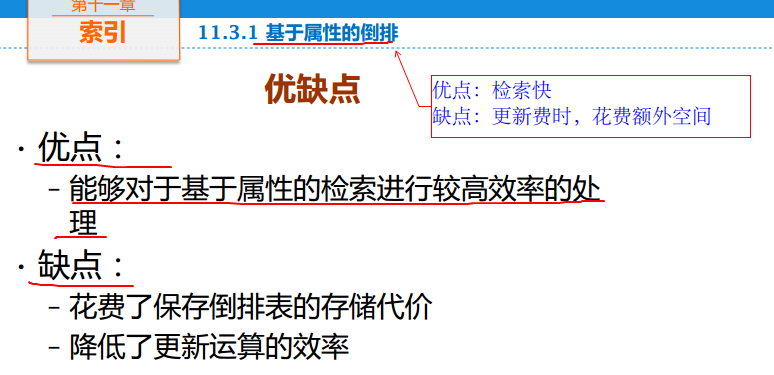 第十一章
索引
11.3.1 基于属性的倒排
优缺点
优点：检索快
缺点：更新费时，花费额外空间
• 优点：
– 能够对于基于属性的检索进行较高效率的处
理
• 缺点：
– 花费了保存倒排表的存储代价
– 降低了更新运算的效率